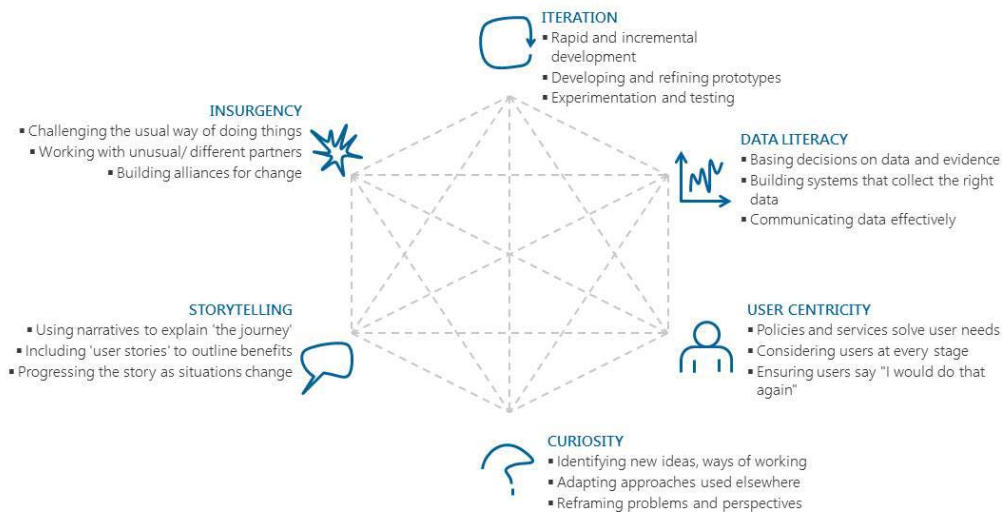 ITERATION
▪ Rapid and incremental
development
▪ Developing and refining prototypes
▪ Experimentation and testing
INSURGENCY
▪ Challenging the usual way of doing things
▪ Working with unusual/ different partners
▪ Building alliances for change
DATA LITERACY
▪ Basing decisions on data and evidence
▪ Building systems that collect the right
data
▪ Communicating data effectively
STORYTELLING
▪ Using narratives to explain 'the journey'
▪ Including 'user stories' to outline benefits
▪ Progressing the story as situations change
USER CENTRICITY
▪ Policies and services solve user needs
▪ Considering users at every stage
▪ Ensuring users say "I would do that
again"
CURIOSITY
▪ Identifying new ideas, ways of working
▪ Adapting approaches used elsewhere
▪ Reframing problems and perspectives